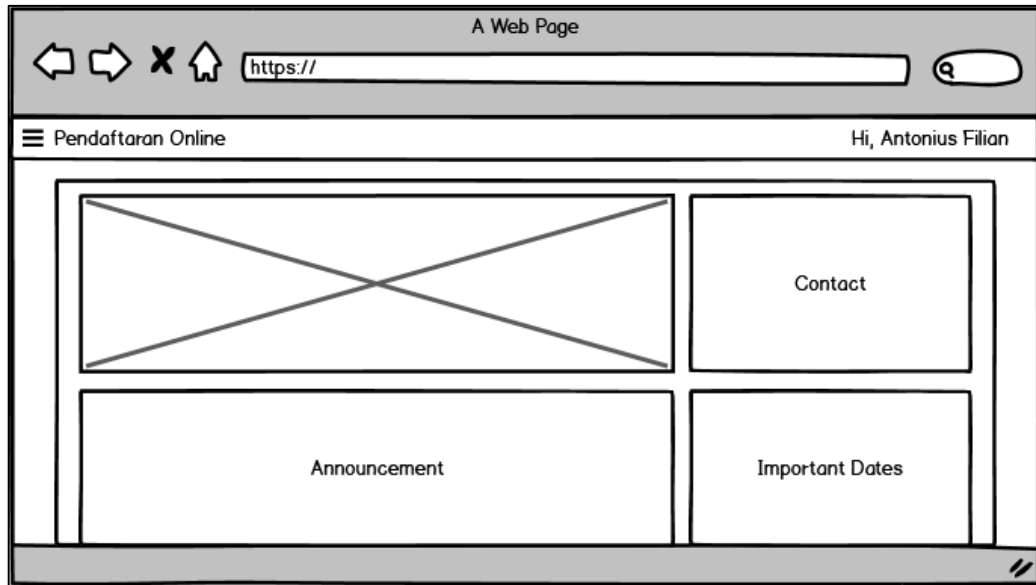 A Web Page
https://
Pendaftaran Online
Hi, Antonius Filian
Contact
Announcement
Important Dates